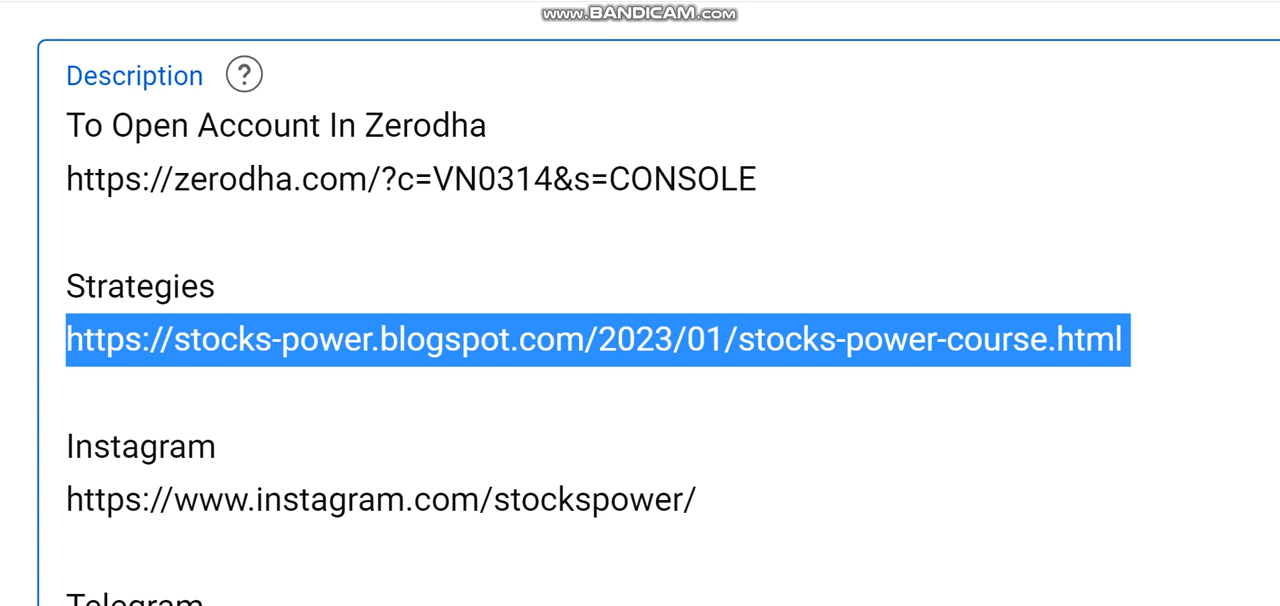 www.BANDICAM.com
Description ?
To Open Account In Zerodha
https://zerodha.com/?c=VN0314&s=CONSOLE
Strategies
https://stocks-power.blogspot.com/2023/01/stocks-power-course.html
Instagram
https://www.instagram.com/stockspower/
Telegram